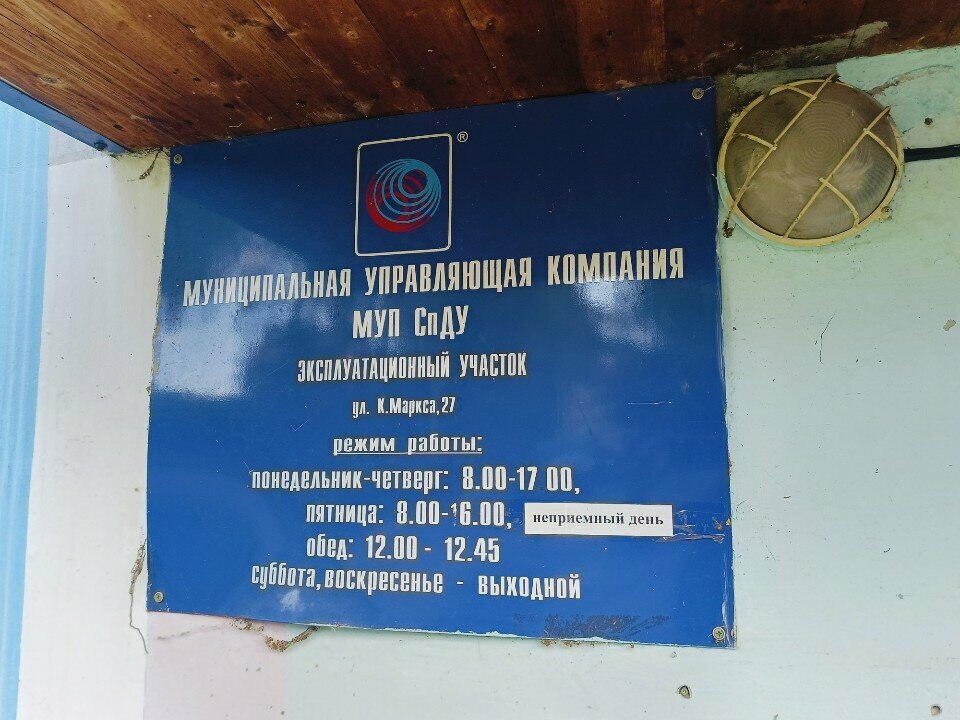 ®
МУНИЦИПАЛЬНАЯ УПРАВЛЯЮЩАЯ КОМПАНИЯ
МУП СпДУ
ЭКСПЛУАТАЦИОННЫЙ УЧАСТОК
ул. К.Маркса,27
режим работы:
понедельник-четверг: 8.00-17 00,
пятница: 8.00-16.00, неприемный день
обед: 12.00 - 12.45
суббота, воскресенье - выходной